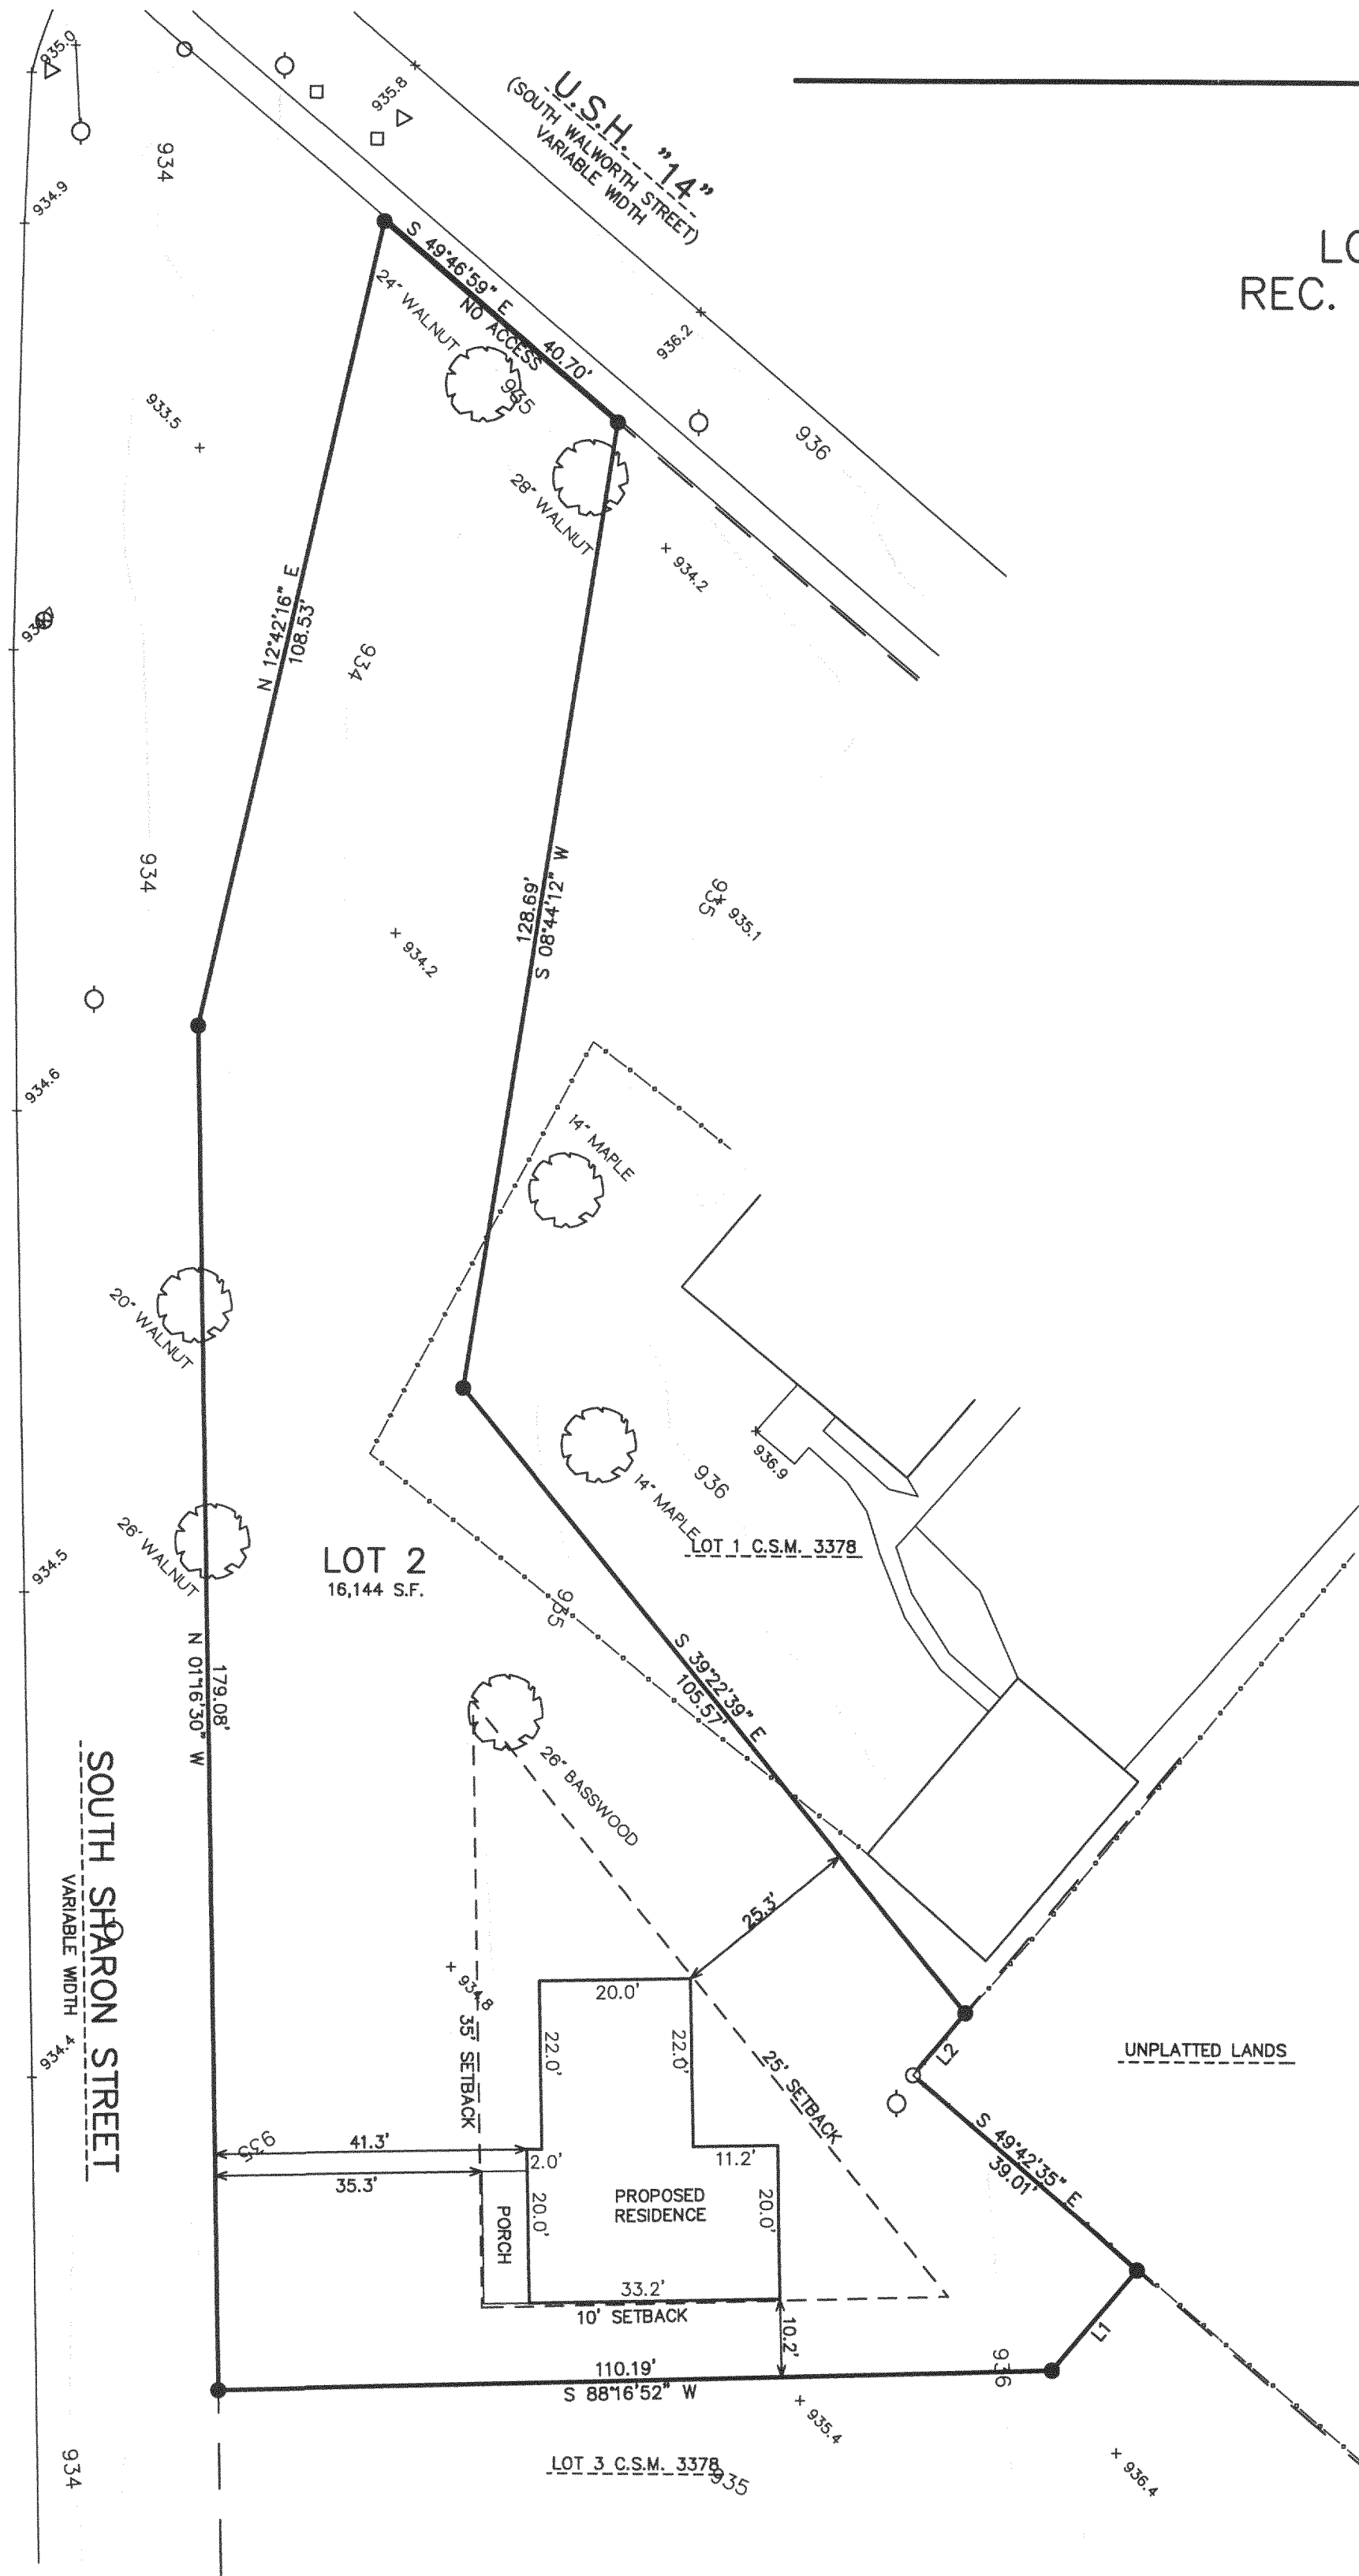 935.0
934
934.9
935.8
U.S.H. "14"
(SOUTH WALWORTH STREET)
VARIABLE WIDTH
REC.
S 49°46'59" E
NO ACCESS
40.70'
24" WALNUT
935
936.2
936
933.5
28" WALNUT
934.2
N 12°42'16" E
108.53'
934
934
128.69'
S 08°44'12" W
935
935.1
934.2
934.6
14" MAPLE
20" WALNUT
936.9
936
14" MAPLE
LOT 1 C.S.M. 3378
26' WALNUT
LOT 2
16,144 S.F.
934.5
935
S 39°22'39" E
105.57'
179.08'
N 01°16'30" W
26" BASSWOOD
SOUTH SHARON STREET
VARIABLE WIDTH
25.3'
934.8
20.0'
35' SETBACK
22.0'
22.0'
25' SETBACK
L2
UNPLATTED LANDS
S 49°42'35" E
39.01'
935
41.3'
2.0'
11.2'
35.3'
PORCH
20.0'
PROPOSED
RESIDENCE
20.0'
33.2'
10' SETBACK
10.2'
L1
110.19'
S 88°16'52" W
936
935.4
LOT 3 C.S.M. 3378
935
936.4
934